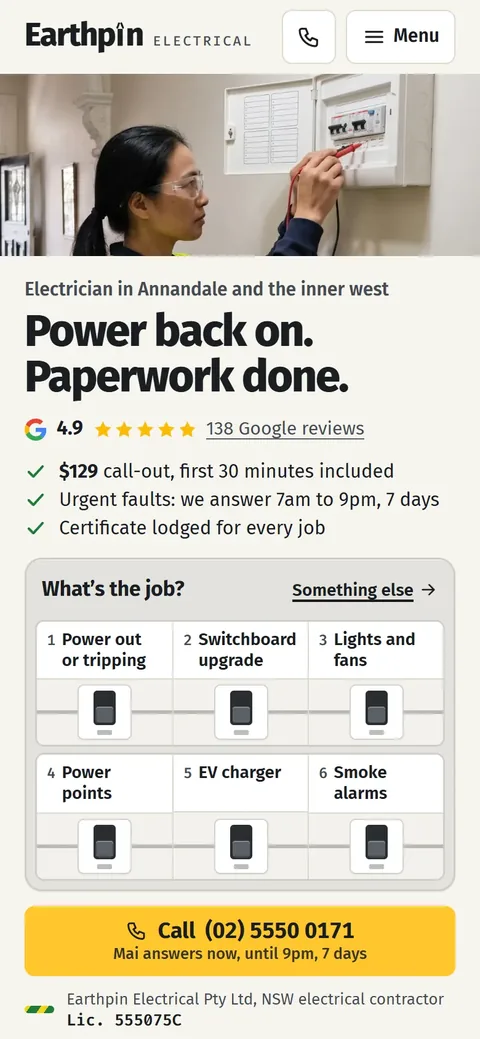 Earthpin ELECTRICAL
Menu
Electrician in Annandale and the inner west
Power back on.
Paperwork done.
4.9 138 Google reviews
$129 call-out, first 30 minutes included
Urgent faults: we answer 7am to 9pm, 7 days
Certificate lodged for every job
What’s the job?
Something else →
1 Power out
or tripping
2 Switchboard
upgrade
3 Lights and
fans
4 Power
points
5 EV charger
6 Smoke
alarms
Call (02) 5550 0171
Mai answers now, until 9pm, 7 days
Earthpin Electrical Pty Ltd, NSW electrical contractor
Lic. 555075C